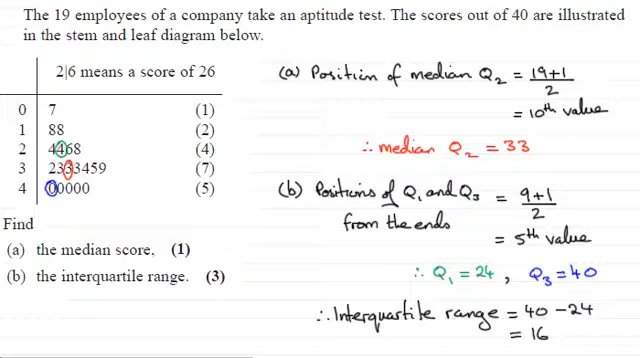 The 19 employees of a company take an aptitude test. The scores out of 40 are illustrated
in the stem and leaf diagram below.
2|6 means a score of 26
0 7 (1)
1 88 (2)
2 4468 (4)
3 2333459 (7)
4 00000 (5)
Find
(a) the median score, (1)
(b) the interquartile range. (3)
(a) Position of median Q₂ = 19+1/2
= 10th value
∴ median Q₂ = 33
(b) Positions of Q₁ and Q₃ = 9+1/2
from the ends
= 5th value
∴ Q₁ = 24 , Q₃ = 40
∴ Interquartile range = 40 - 24
= 16